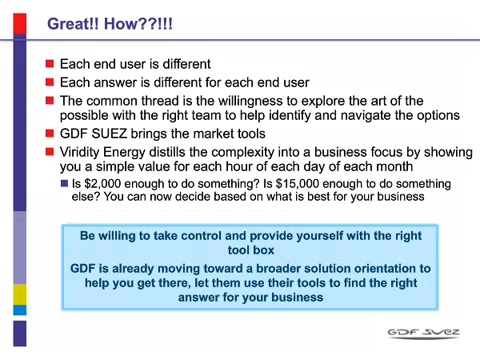 Great!! How??!!!
Each end user is different
Each answer is different for each end user
The common thread is the willingness to explore the art of the
possible with the right team to help identify and navigate the options
GDF SUEZ brings the market tools
Viridity Energy distills the complexity into a business focus by showing
you a simple value for each hour of each day of each month
Is $2,000 enough to do something? Is $15,000 enough to do something
else? You can now decide based on what is best for your business
Be willing to take control and provide yourself with the right
tool box
GDF is already moving toward a broader solution orientation to
help you get there, let them use their tools to find the right
answer for your business
GDF SUEZ